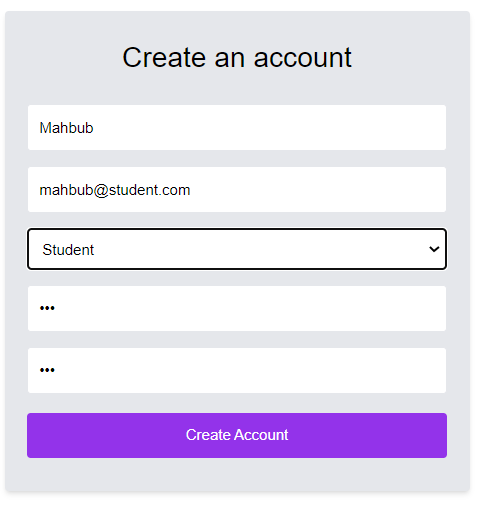 Create an account
Mahbub
mahbub@student.com
Student
•••
•••
Create Account